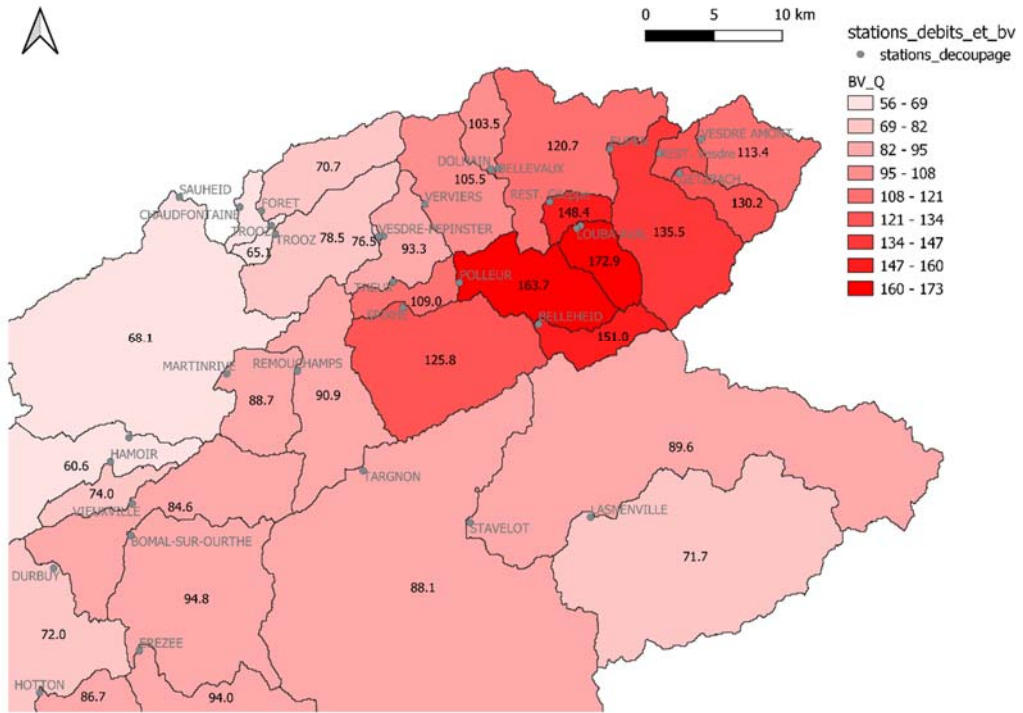 0 5 10 km
stations_debits_et_bv
stations_decoupage
BV_Q
56 - 69
69 - 82
82 - 95
95 - 108
108 - 121
121 - 134
134 - 147
147 - 160
160 - 173
103.5
70.7
120.7
VESDRE AMONT
113.4
DOLHAIN
BELLEVAUX
105.5
130.2
SAUHEID
CHAUDFONTAINE
FORET
VERVIERS
148.4
TROOZ
TROOZ
78.5
76.5
VESDRE-PEPINSTER
135.5
65.1
93.3
172.9
POLLEUR
163.7
109.0
BELLEHEID
68.1
151.0
125.8
MARTINRIVE
REMOUCHAMPS
88.7
90.9
89.6
HAMOIR
60.6
TARGNON
74.0
VIEUXVILLE
84.6
LASNENVILLE
STAVELOT
BOMAL-SUR-OURTHE
71.7
DURBUY
88.1
94.8
72.0
EREZEE
HOTTON
86.7
94.0